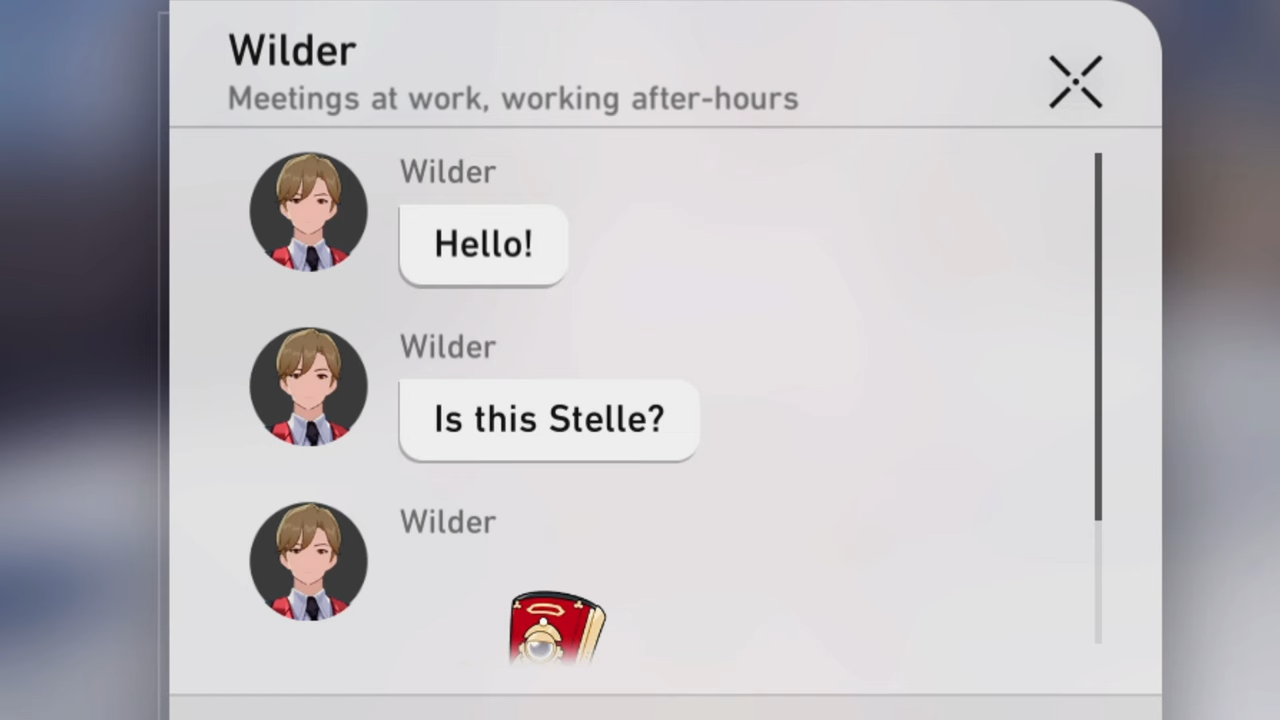 Wilder
Meetings at work, working after-hours
Wilder
Hello!
Wilder
Is this Stelle?
Wilder